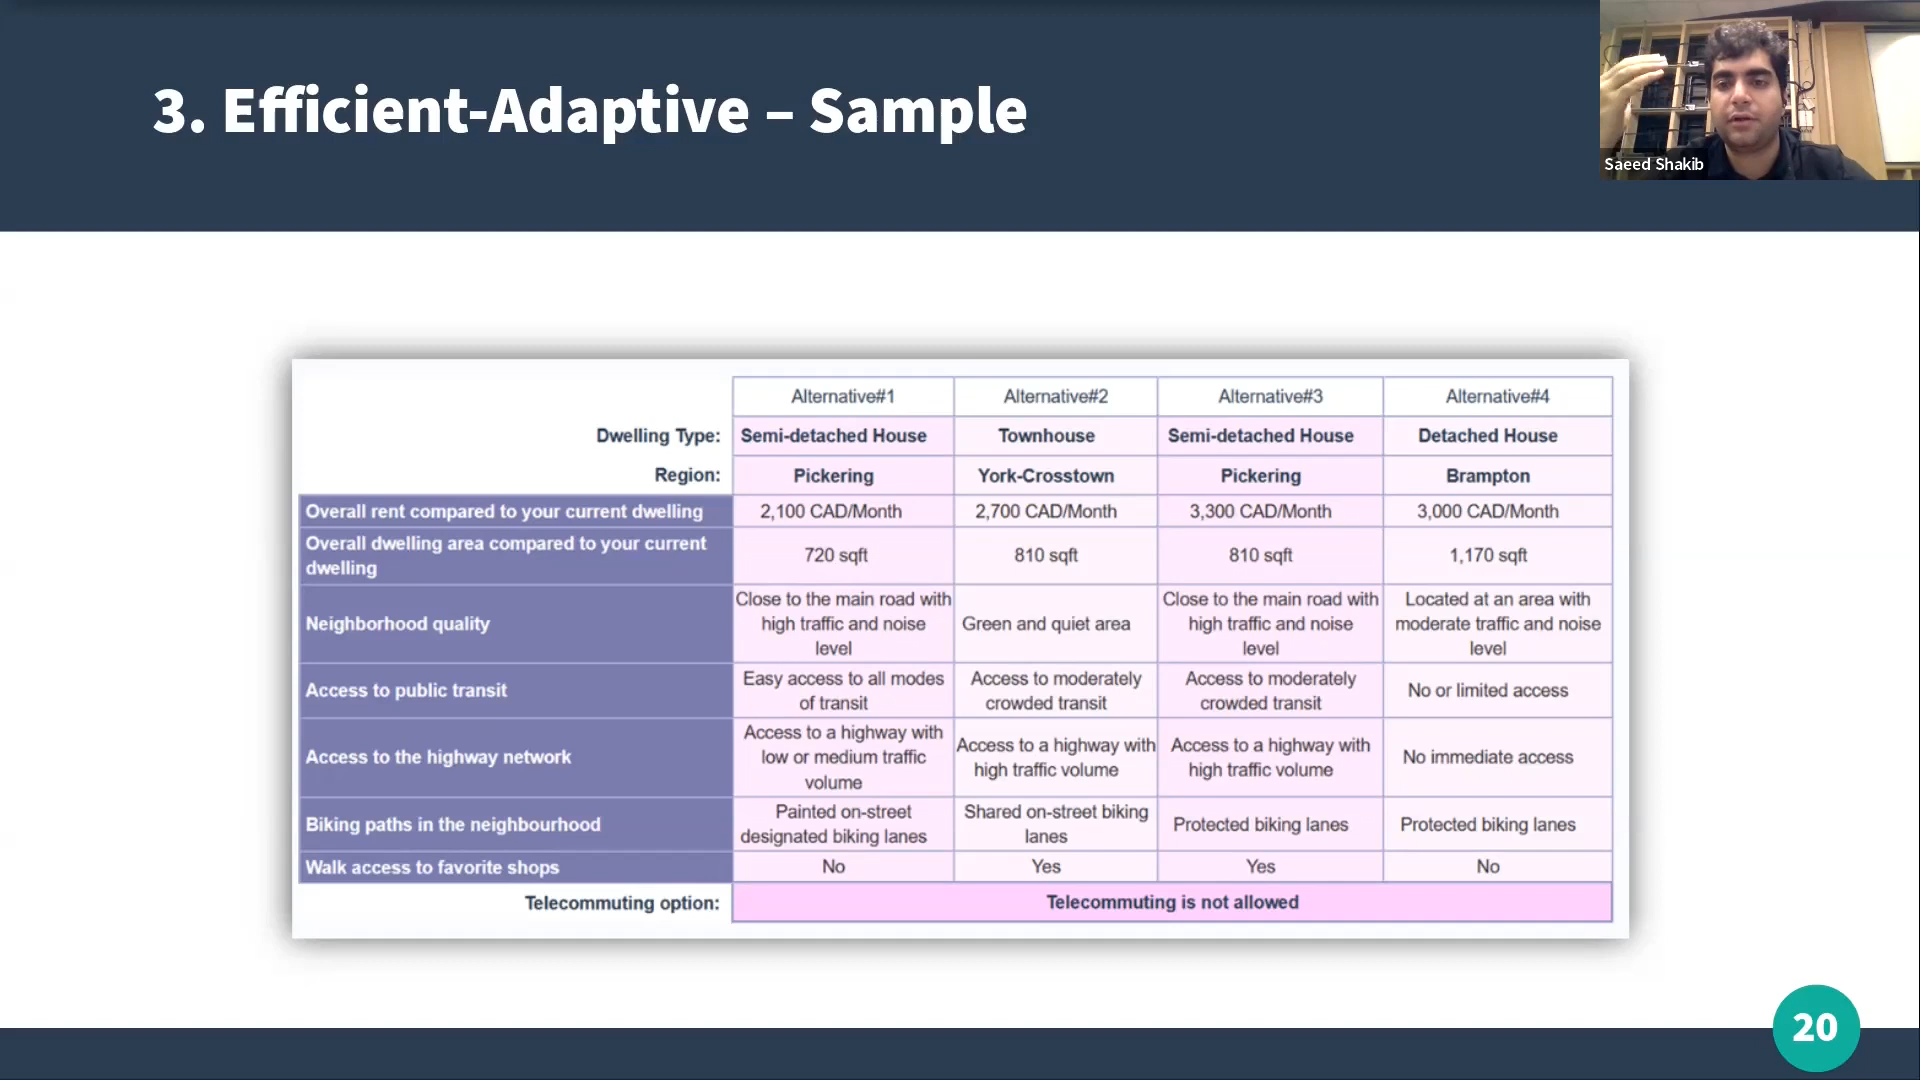 3. Efficient-Adaptive – Sample
Saeed Shakib
Alternative#1 Alternative#2 Alternative#3 Alternative#4
Dwelling Type: Semi-detached House Townhouse Semi-detached House Detached House
Region: Pickering York-Crosstown Pickering Brampton
Overall rent compared to your current dwelling 2,100 CAD/Month 2,700 CAD/Month 3,300 CAD/Month 3,000 CAD/Month
Overall dwelling area compared to your current
dwelling
720 sqft 810 sqft 810 sqft 1,170 sqft
Neighborhood quality
Close to the main road with
high traffic and noise
level
Green and quiet area
Close to the main road with
high traffic and noise
level
Located at an area with
moderate traffic and noise
level
Access to public transit
Easy access to all modes
of transit
Access to moderately
crowded transit
Access to moderately
crowded transit
No or limited access
Access to the highway network
Access to a highway with
low or medium traffic
volume
Access to a highway with
high traffic volume
Access to a highway with
high traffic volume
No immediate access
Biking paths in the neighbourhood
Painted on-street
designated biking lanes
Shared on-street biking
lanes
Protected biking lanes
Protected biking lanes
Walk access to favorite shops No Yes Yes No
Telecommuting option: Telecommuting is not allowed
20